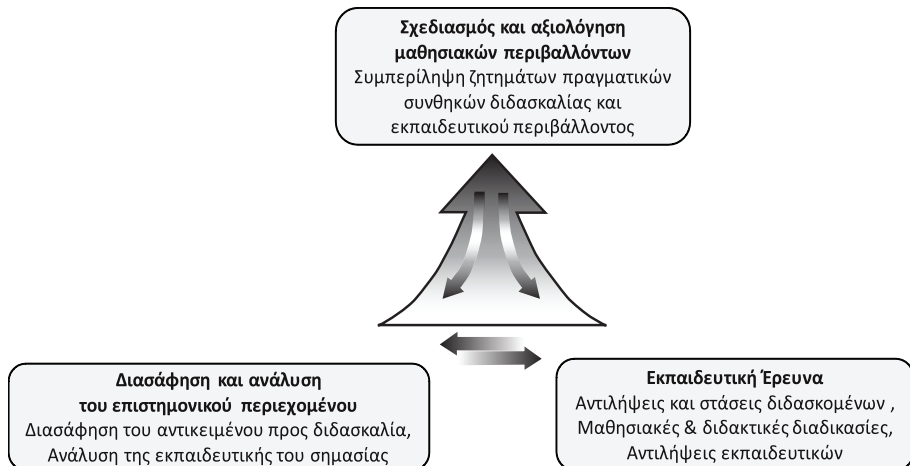 Σχεδιασμός και αξιολόγηση
μαθησιακών περιβαλλόντων
Συμπερίληψη ζητημάτων πραγματικών
συνθηκών διδασκαλίας και
εκπαιδευτικού περιβάλλοντος
Διασάφηση και ανάλυση
του επιστημονικού περιεχομένου
Διασάφηση του αντικειμένου προς διδασκαλία,
Ανάλυση της εκπαιδευτικής του σημασίας
Εκπαιδευτική Έρευνα
Αντιλήψεις και στάσεις διδασκομένων ,
Μαθησιακές & διδακτικές διαδικασίες,
Αντιλήψεις εκπαιδευτικών